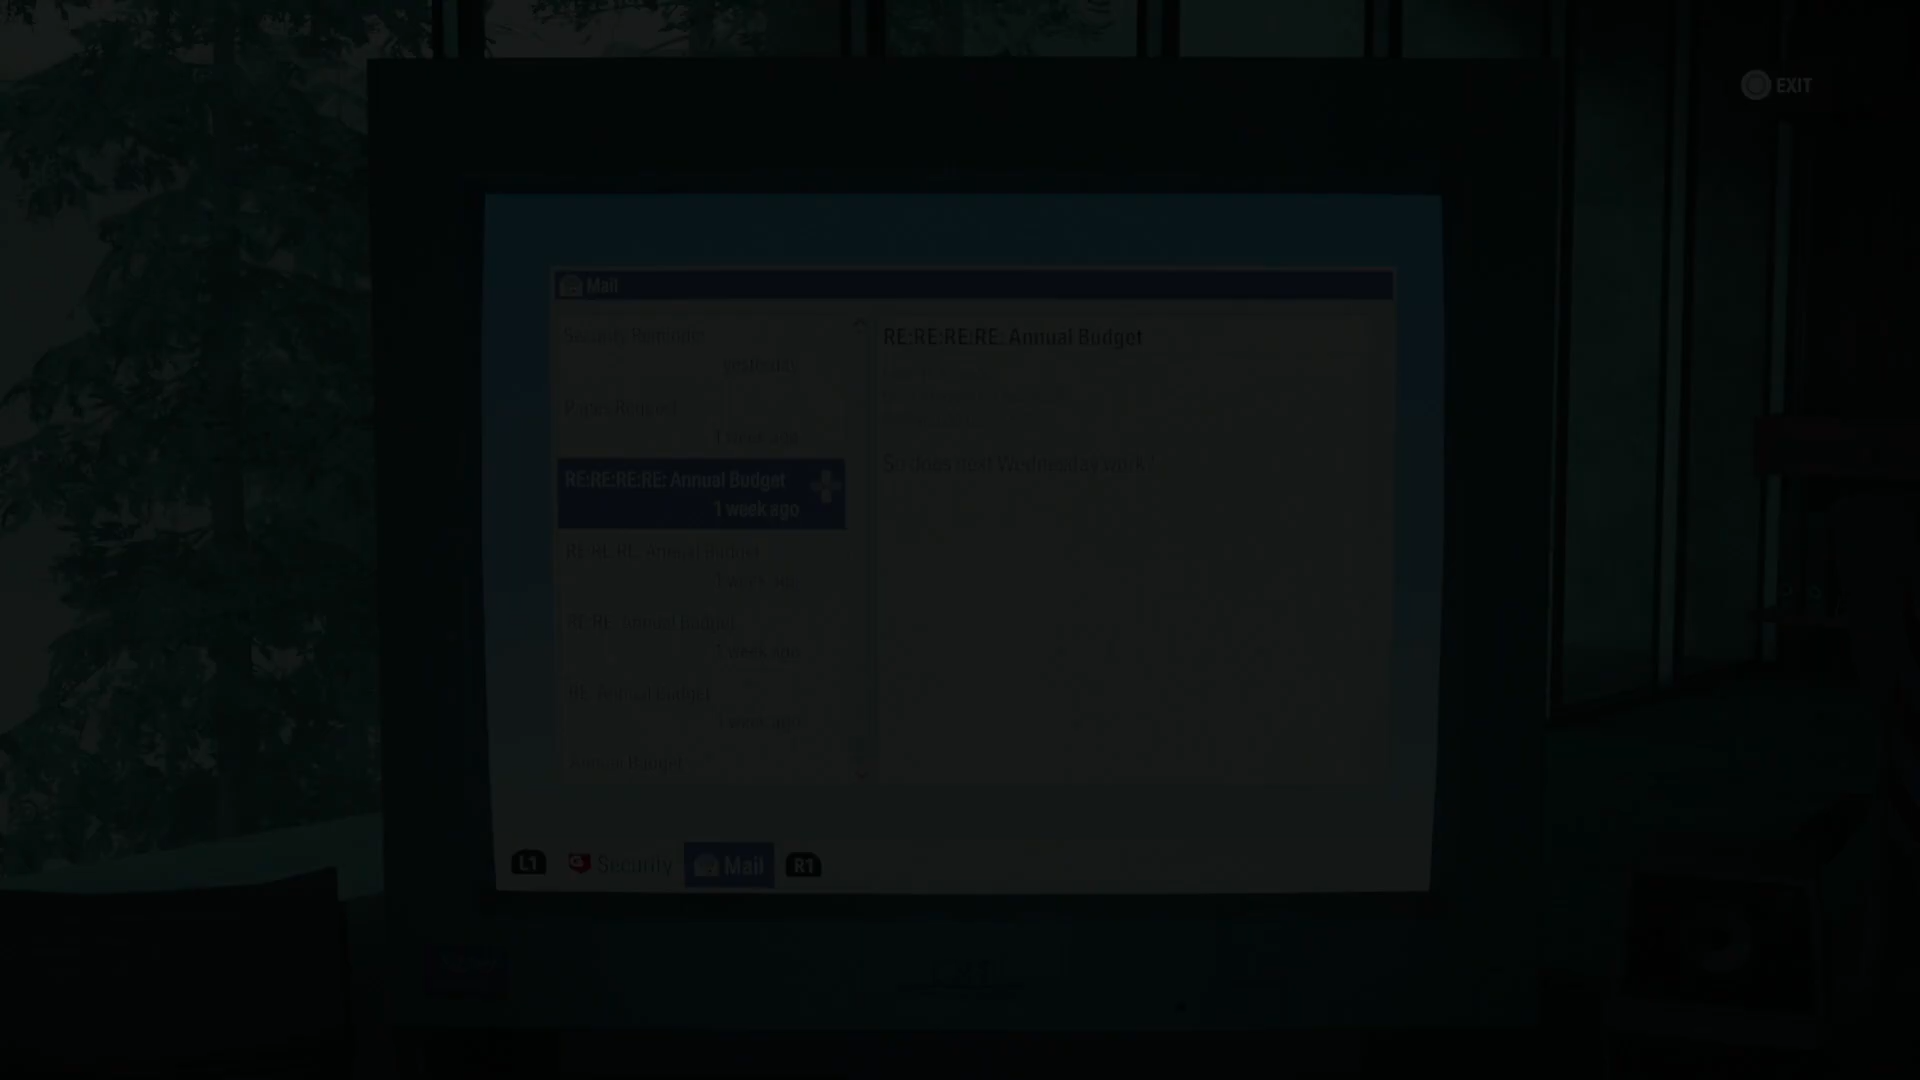 EXIT
Mail
Security Reminder
yesterday
1 week ago
RE:RE:RE:RE: Annual Budget
1 week ago
RE:RE:RE: Annual Budget
1 week ago
RE:RE: Annual Budget
1 week ago
RE: Annual Budget
1 week ago
Annual Budget
RE:RE:RE:RE: Annual Budget
So does next Wednesday work?
L1
Security
Mail
R1